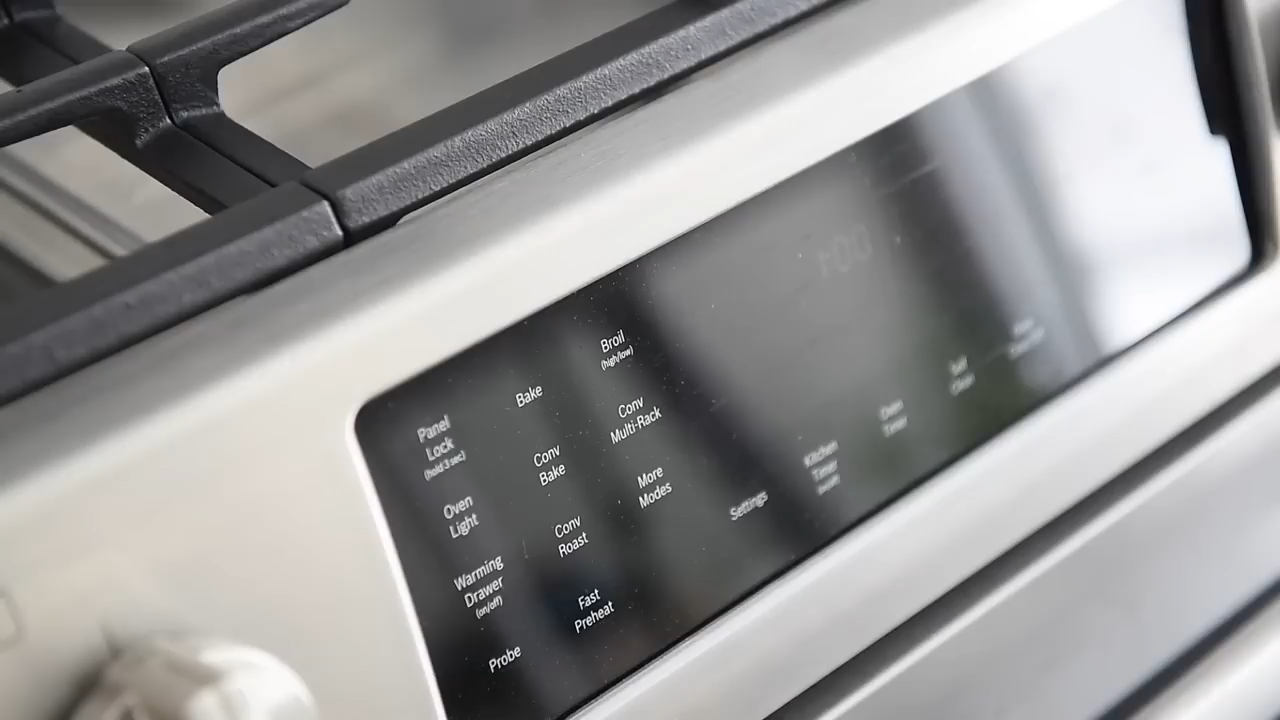 Panel
Lock
(hold 3 sec)
Oven
Light
Warming
Drawer
(on/off)
Probe
Bake
Conv
Bake
Conv
Roast
Fast
Preheat
Broil
(high/low)
Conv
Multi-Rack
More
Modes
Settings
Kitchen
Timer
Oven
Timer
Self
Clean